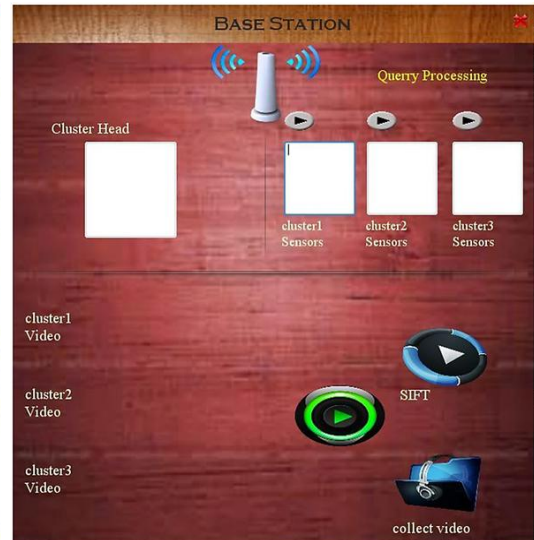 BASE STATION
Querry Processing
Cluster Head
cluster1
Sensors
cluster2
Sensors
cluster3
Sensors
cluster1
Video
cluster2
Video
SIFT
cluster3
Video
collect video